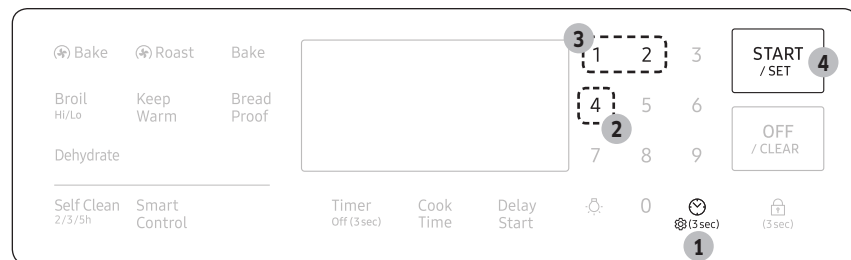 Bake Roast Bake 3 1 2 3 START 4
/ SET
Broil Keep Bread 4 5 6
Hi/Lo Warm Proof 2 OFF
Dehydrate 7 8 9 / CLEAR
Self Clean Smart Timer Cook Delay 0
2/3/5h Control Off (3 sec) Time Start (3 sec) (3 sec)
1